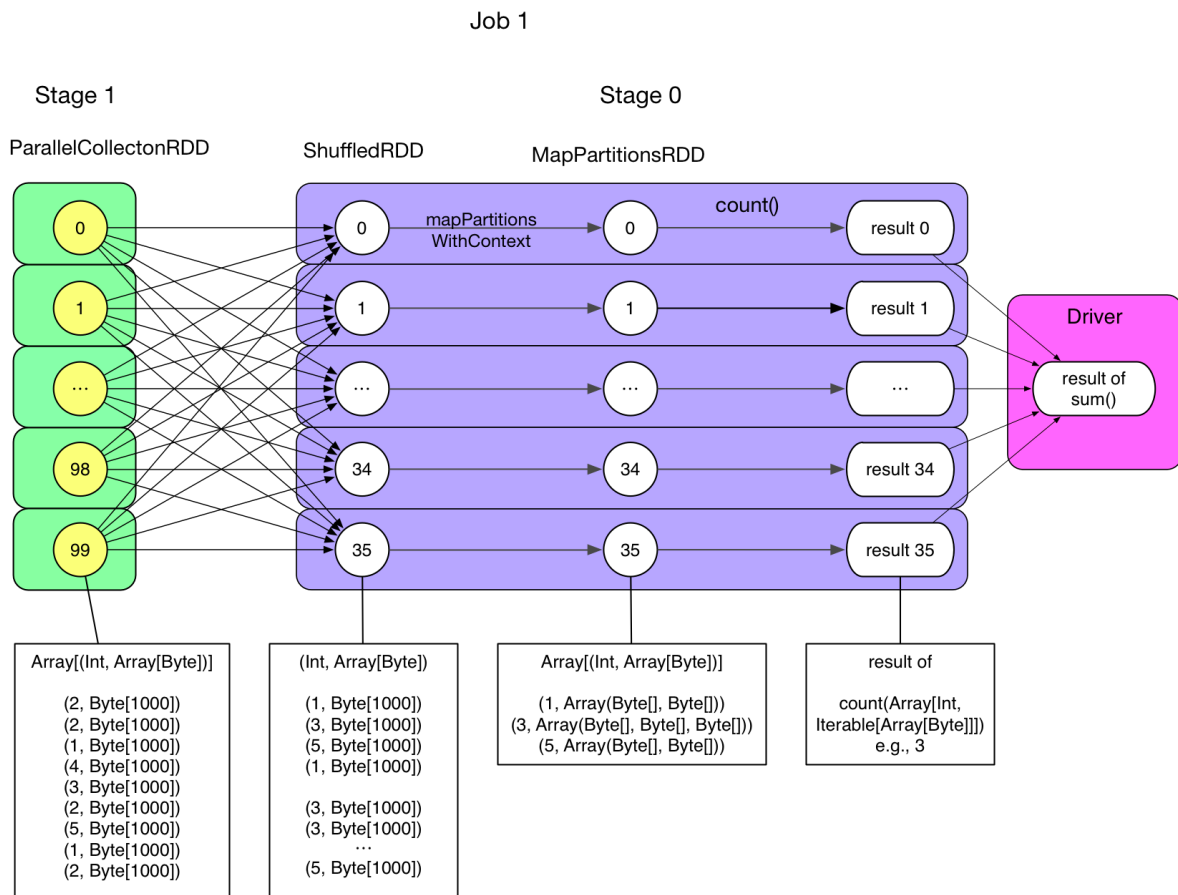 Job 1
Stage 1
Stage 0
ParallelCollectonRDD
ShuffledRDD
MapPartitionsRDD
0
0
mapPartitions
WithContext
0
count()
result 0
1
1
1
result 1
Driver
...
...
...
...
result of
sum()
98
34
34
result 34
99
35
35
result 35
Array[(Int, Array[Byte])]
(2, Byte[1000])
(2, Byte[1000])
(1, Byte[1000])
(4, Byte[1000])
(3, Byte[1000])
(2, Byte[1000])
(5, Byte[1000])
(1, Byte[1000])
(2, Byte[1000])
(Int, Array[Byte])
(1, Byte[1000])
(3, Byte[1000])
(5, Byte[1000])
(1, Byte[1000])
(3, Byte[1000])
(3, Byte[1000])
...
(5, Byte[1000])
Array[(Int, Array[Byte])]
(1, Array(Byte[], Byte[]))
(3, Array(Byte[], Byte[], Byte[]))
(5, Array(Byte[], Byte[]))
result of
count(Array[Int,
Iterable[Array[Byte]]])
e.g., 3